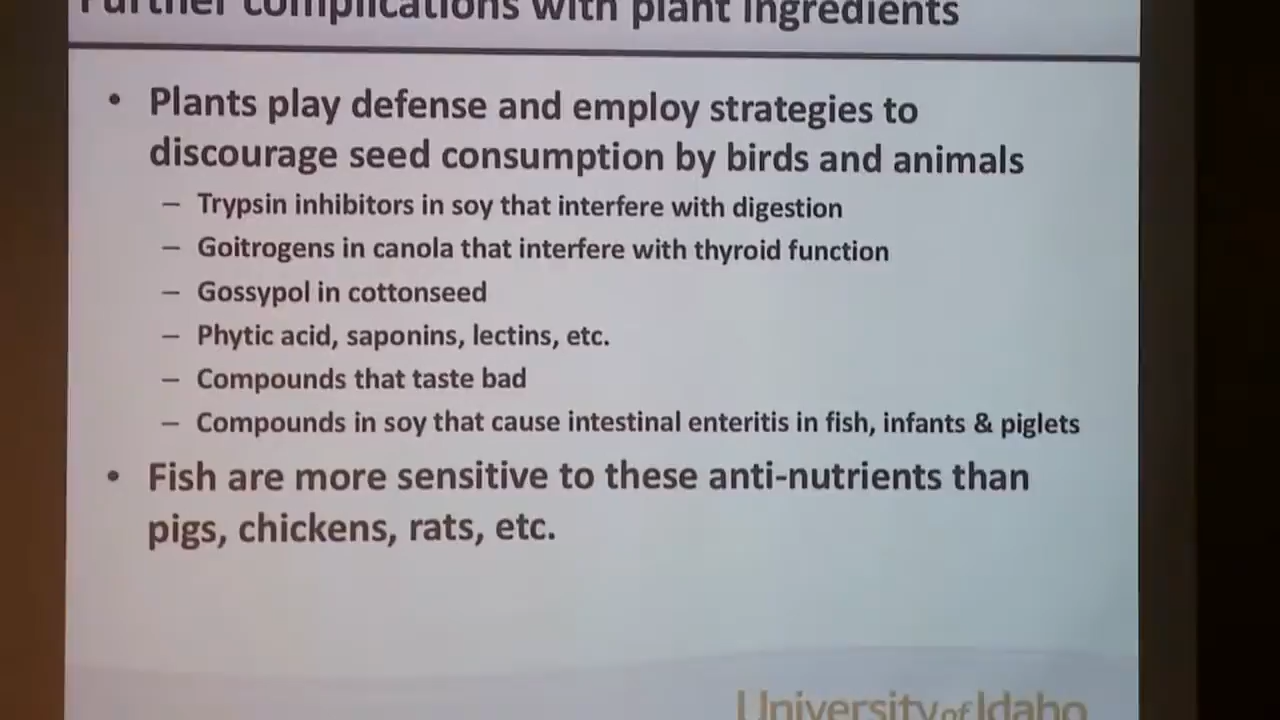 Further complications with plant ingredients
• Plants play defense and employ strategies to
discourage seed consumption by birds and animals
– Trypsin inhibitors in soy that interfere with digestion
– Goitrogens in canola that interfere with thyroid function
– Gossypol in cottonseed
– Phytic acid, saponins, lectins, etc.
– Compounds that taste bad
– Compounds in soy that cause intestinal enteritis in fish, infants & piglets
• Fish are more sensitive to these anti-nutrients than
pigs, chickens, rats, etc.
University of Idaho